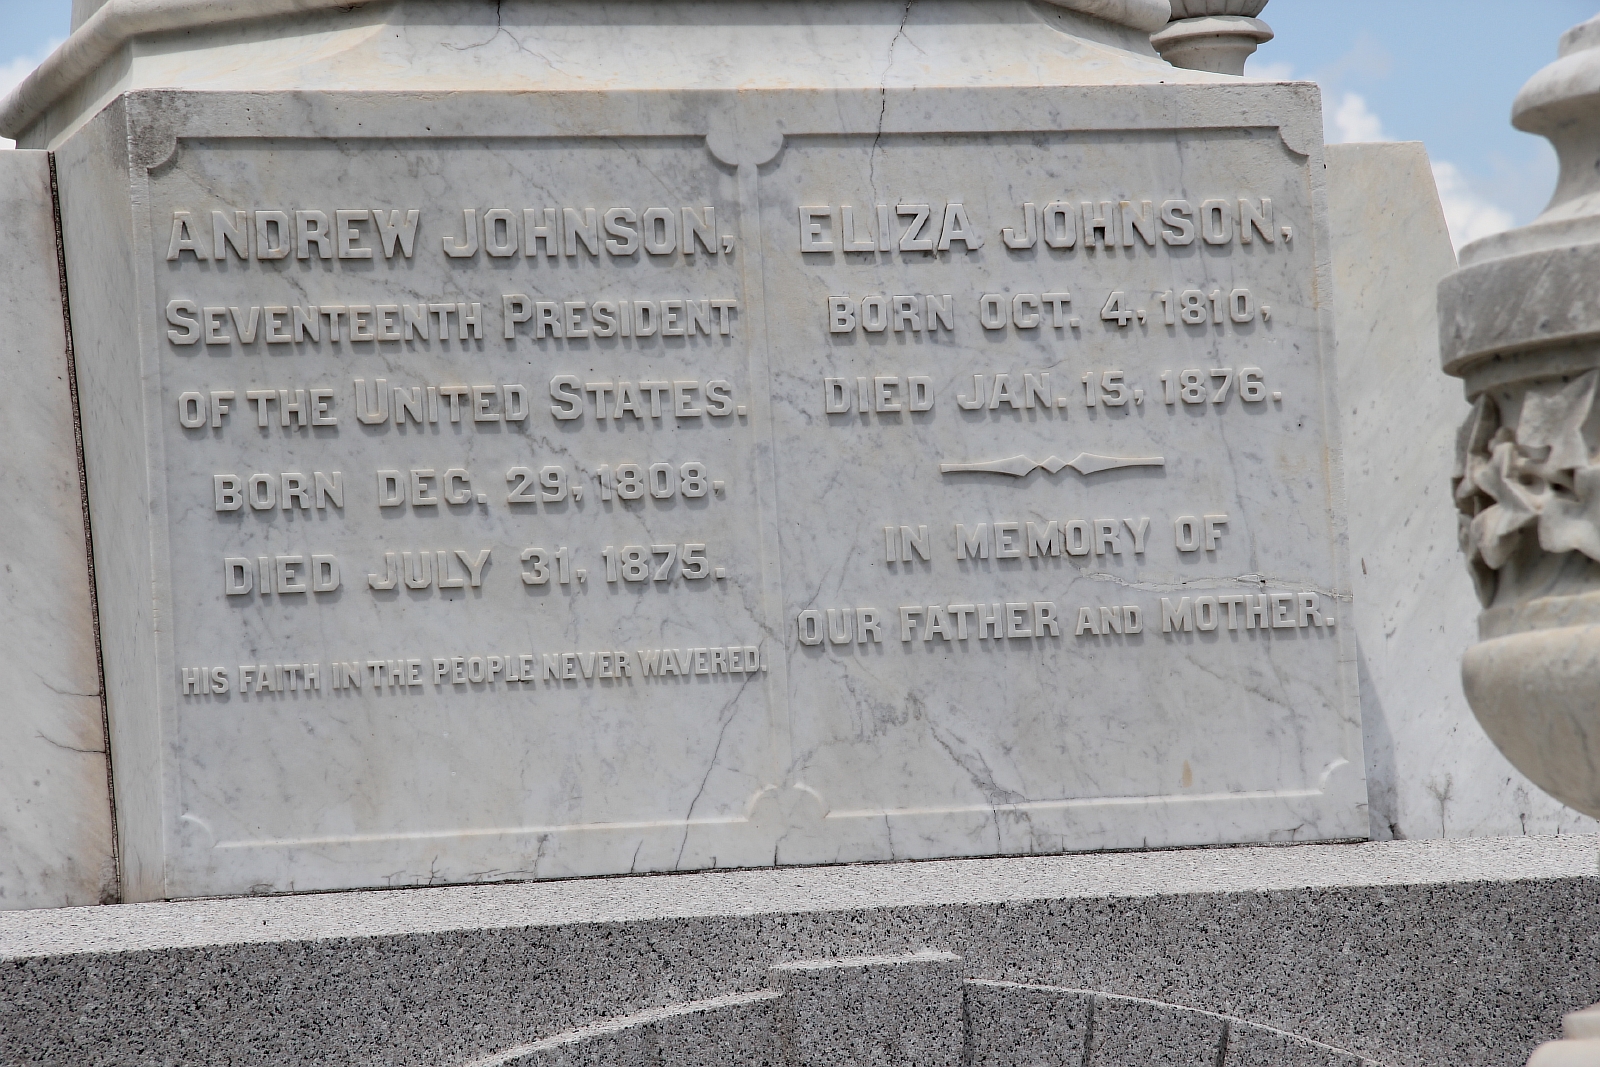 ANDREW JOHNSON,
SEVENTEENTH PRESIDENT
OF THE UNITED STATES.
BORN DEC. 29, 1808,
DIED JULY 31, 1875.
HIS FAITH IN THE PEOPLE NEVER WAVERED.
ELIZA JOHNSON,
BORN OCT. 4, 1810,
DIED JAN. 15, 1876.
IN MEMORY OF
OUR FATHER AND MOTHER.